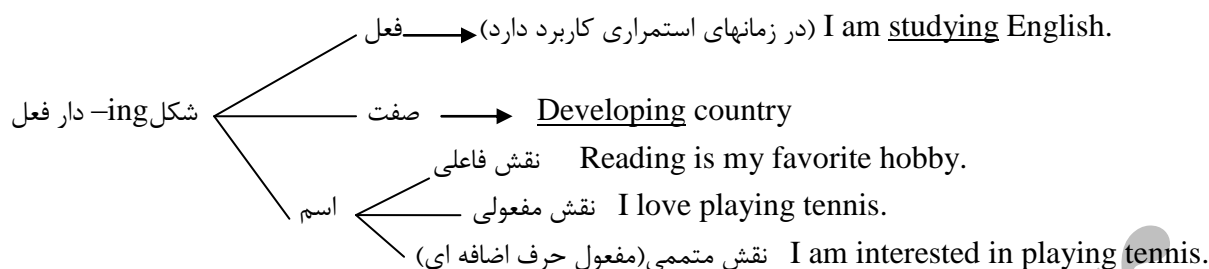 فعل (در زمانهای استمراری کاربرد دارد) I am studying English.
شکل ing– دار فعل
صفت Developing country
نقش فاعلی Reading is my favorite hobby.
اسم
نقش مفعولی I love playing tennis.
نقش متممی(مفعول حرف اضافه ای) I am interested in playing tennis.